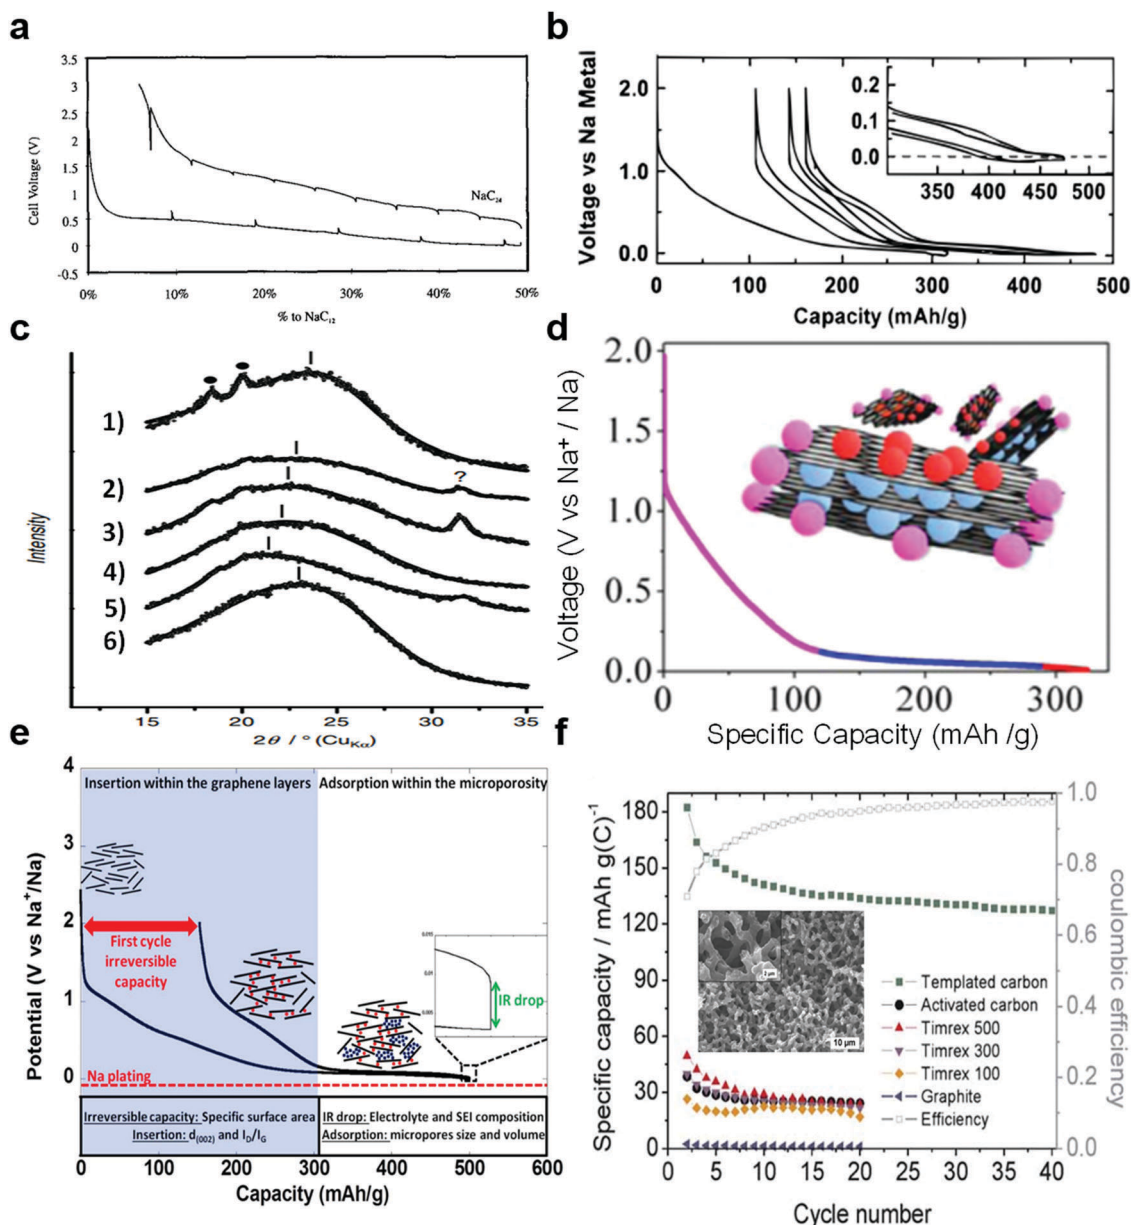 a
3.5
3
2.5
2
1.5
1
0.5
0
-0.5
Cell Voltage (V)
NaC24
0% 10% 20% 30% 40% 50%
% to NaC12
b
2.0
1.0
0.0
Voltage vs Na Metal
0.2
0.1
0.0
350 400 450 500
0 100 200 300 400 500
Capacity (mAh/g)
c
1)
2)
3)
4)
5)
6)
?
Intensity
15 20 25 30 35
2θ / ° (CuKα)
d
2.0
1.5
1.0
0.5
0.0
Voltage (V vs Na+ / Na)
0 100 200 300
Specific Capacity (mAh /g)
e
4
3
2
1
0
Potential (V vs Na+/Na)
Insertion within the graphene layers
Adsorption within the microporosity
First cycle
irreversible
capacity
0.015
0.01
0.005
IR drop
Na plating
Irreversible capacity: Specific surface area
Insertion: d(002) and ID/IG
IR drop: Electrolyte and SEI composition
Adsorption: micropores size and volume
0 100 200 300 400 500 600
Capacity (mAh/g)
f
180
150
120
90
60
30
0
Specific capacity / mAh g(C)-1
1.0
0.8
0.6
0.4
0.2
0.0
coulombic efficiency
10 μm
Templated carbon
Activated carbon
Timrex 500
Timrex 300
Timrex 100
Graphite
Efficiency
0 5 10 15 20 25 30 35 40
Cycle number